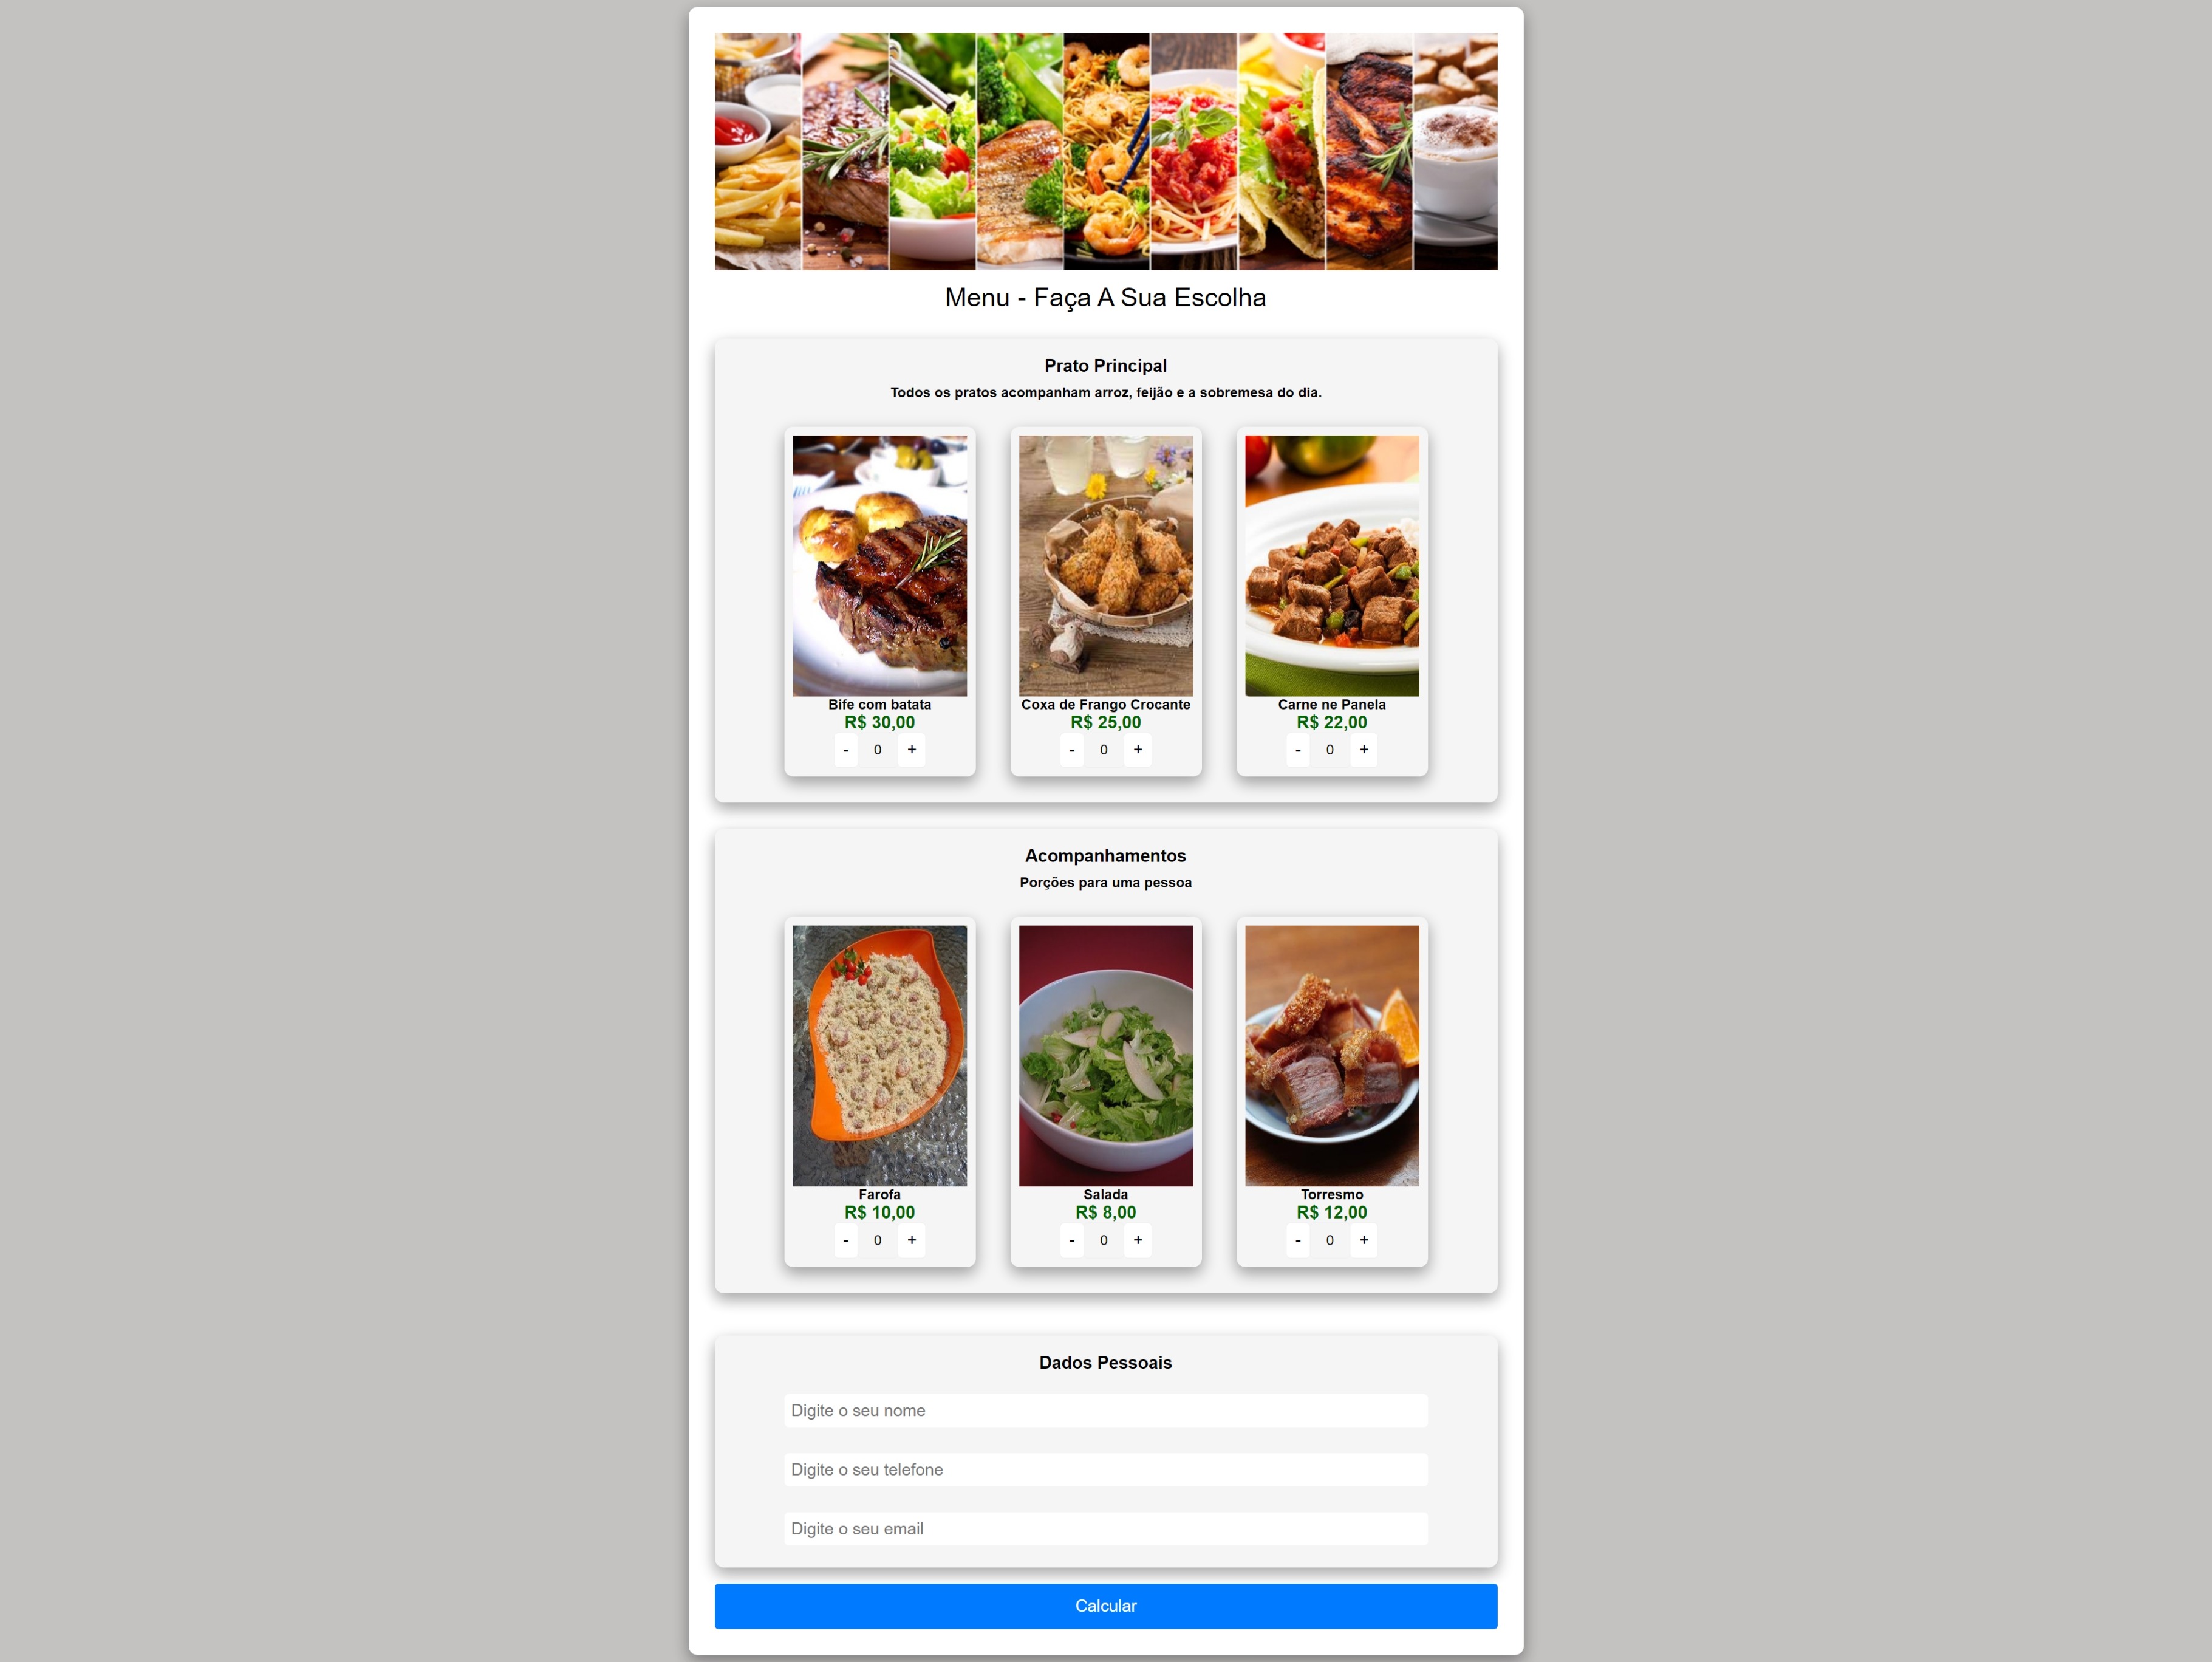 Menu - Faça A Sua Escolha
Prato Principal
Todos os pratos acompanham arroz, feijão e a sobremesa do dia.
Bife com batata
R$ 30,00
- 0 +
Coxa de Frango Crocante
R$ 25,00
- 0 +
Carne ne Panela
R$ 22,00
- 0 +
Acompanhamentos
Porções para uma pessoa
Farofa
R$ 10,00
- 0 +
Salada
R$ 8,00
- 0 +
Torresmo
R$ 12,00
- 0 +
Dados Pessoais
Digite o seu nome
Digite o seu telefone
Digite o seu email
Calcular